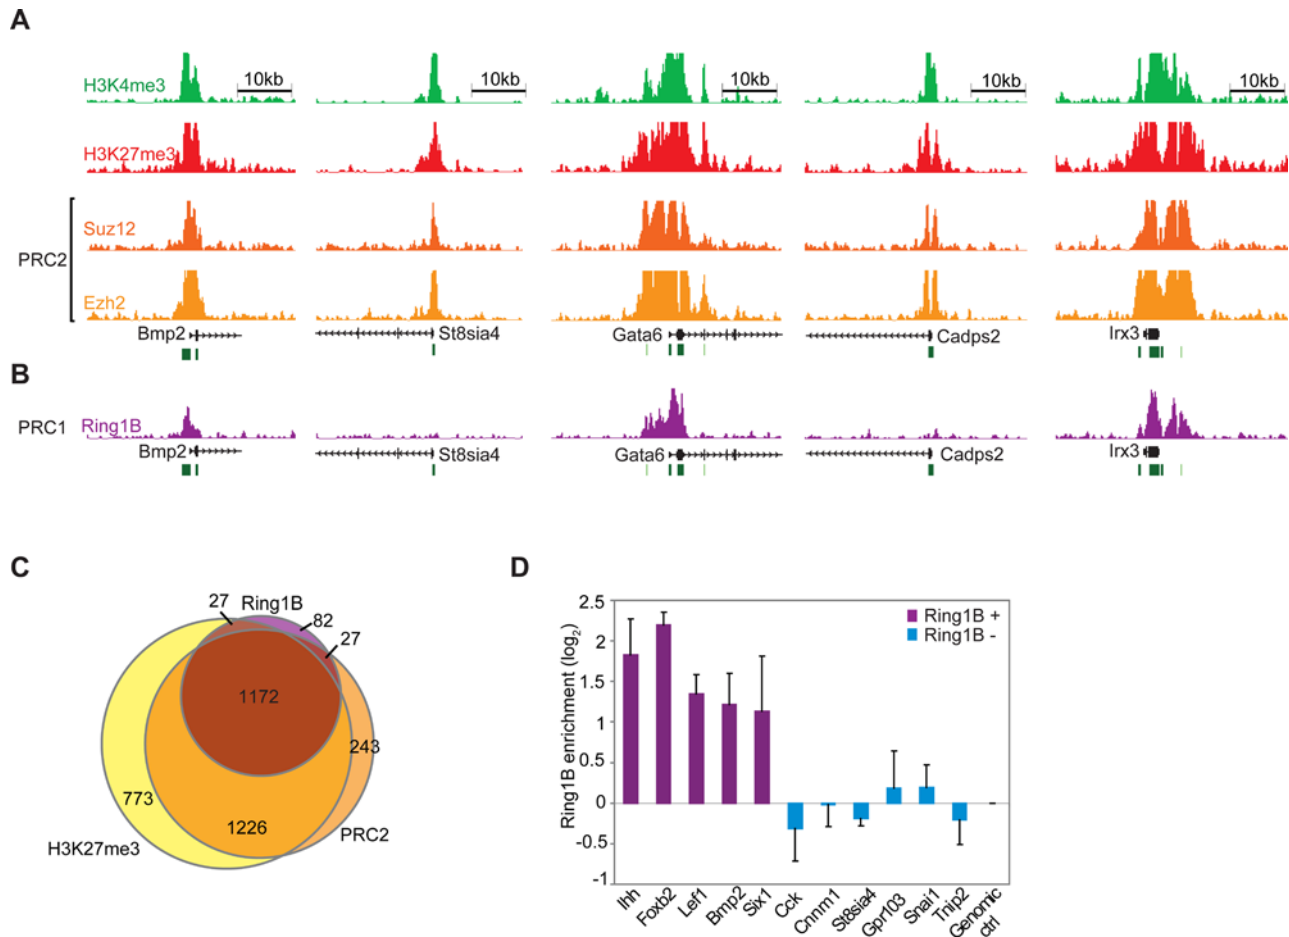 A
H3K4me3
10kb
10kb
10kb
10kb
10kb
H3K27me3
PRC2
Suz12
Ezh2
Bmp2
St8sia4
Gata6
Cadps2
Irx3
B
PRC1
Ring1B
Bmp2
St8sia4
Gata6
Cadps2
Irx3
C
27
Ring1B
82
27
1172
243
773
1226
PRC2
H3K27me3
D
Ring1B enrichment (log2)
2.5
2
1.5
1
0.5
0
-0.5
-1
Ring1B +
Ring1B -
Ihh
Foxb2
Lef1
Bmp2
Six1
Cck
Cnnm1
St8sia4
Gpr103
Snai1
Tnip2
Genomic
ctrl